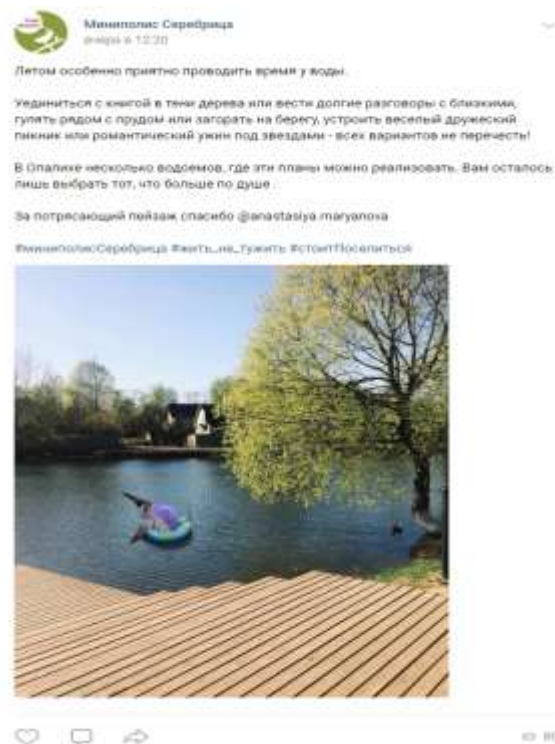 Миниполис Серебрица
вчера в 12:20
Летом особенно приятно проводить время у воды.
Уединиться с книгой в тени дерева или вести долгие разговоры с близкими,
гулять рядом с прудом или загорать на берегу, устроить веселый дружеский
пикник или романтический ужин под звездами - всех вариантов не перечесть!
В Опалихе несколько водоемов, где эти планы можно реализовать. Вам осталось
лишь выбрать тот, что больше по душе.
За потрясающий пейзаж спасибо @anastasiya.maryanova
#миниполисСеребрица #жить_не_тужить #стоитПоселиться